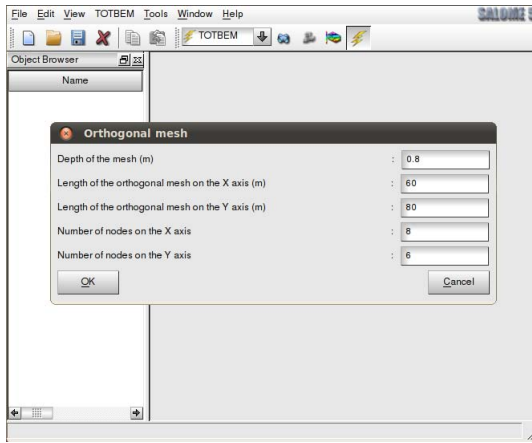 File Edit View TOTBEM Tools Window Help
SALOME 5
TOTBEM
Object Browser
Name
Orthogonal mesh
Depth of the mesh (m) : 0.8
Length of the orthogonal mesh on the X axis (m) : 60
Length of the orthogonal mesh on the Y axis (m) : 80
Number of nodes on the X axis : 8
Number of nodes on the Y axis : 6
OK Cancel